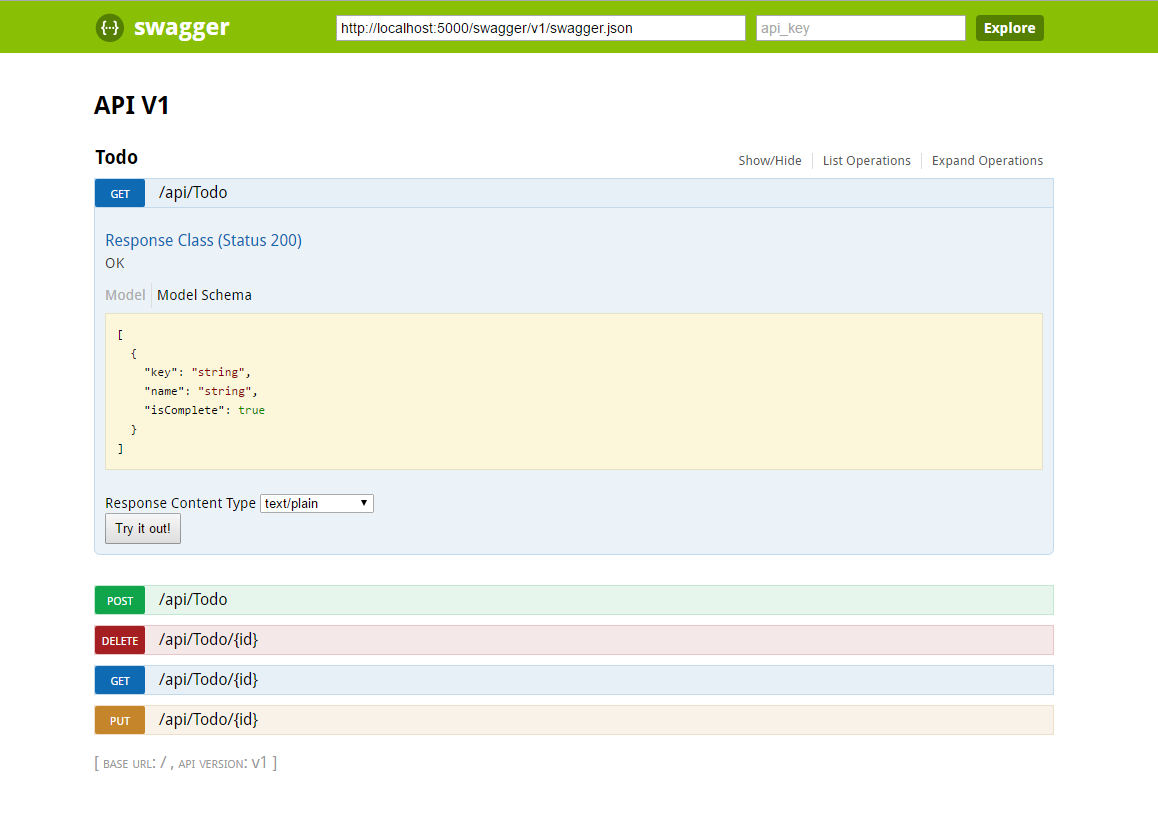 {··} swagger http://localhost:5000/swagger/v1/swagger.json api_key Explore
API V1
Todo Show/Hide List Operations Expand Operations
GET /api/Todo
Response Class (Status 200)
OK
Model Model Schema
[
  {
    "key": "string",
    "name": "string",
    "isComplete": true
  }
]
Response Content Type text/plain
Try it out!
POST /api/Todo
DELETE /api/Todo/{id}
GET /api/Todo/{id}
PUT /api/Todo/{id}
[ BASE URL: / , API VERSION: V1 ]